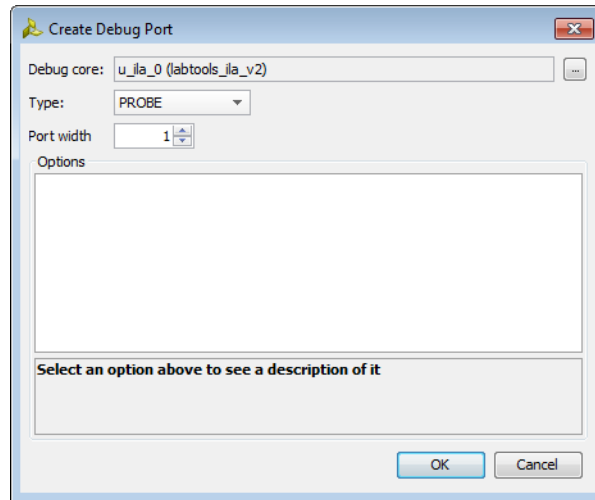 Create Debug Port
Debug core: u_ila_0 (labtools_ila_v2) ...
Type: PROBE
Port width 1
Options
Select an option above to see a description of it
OK Cancel